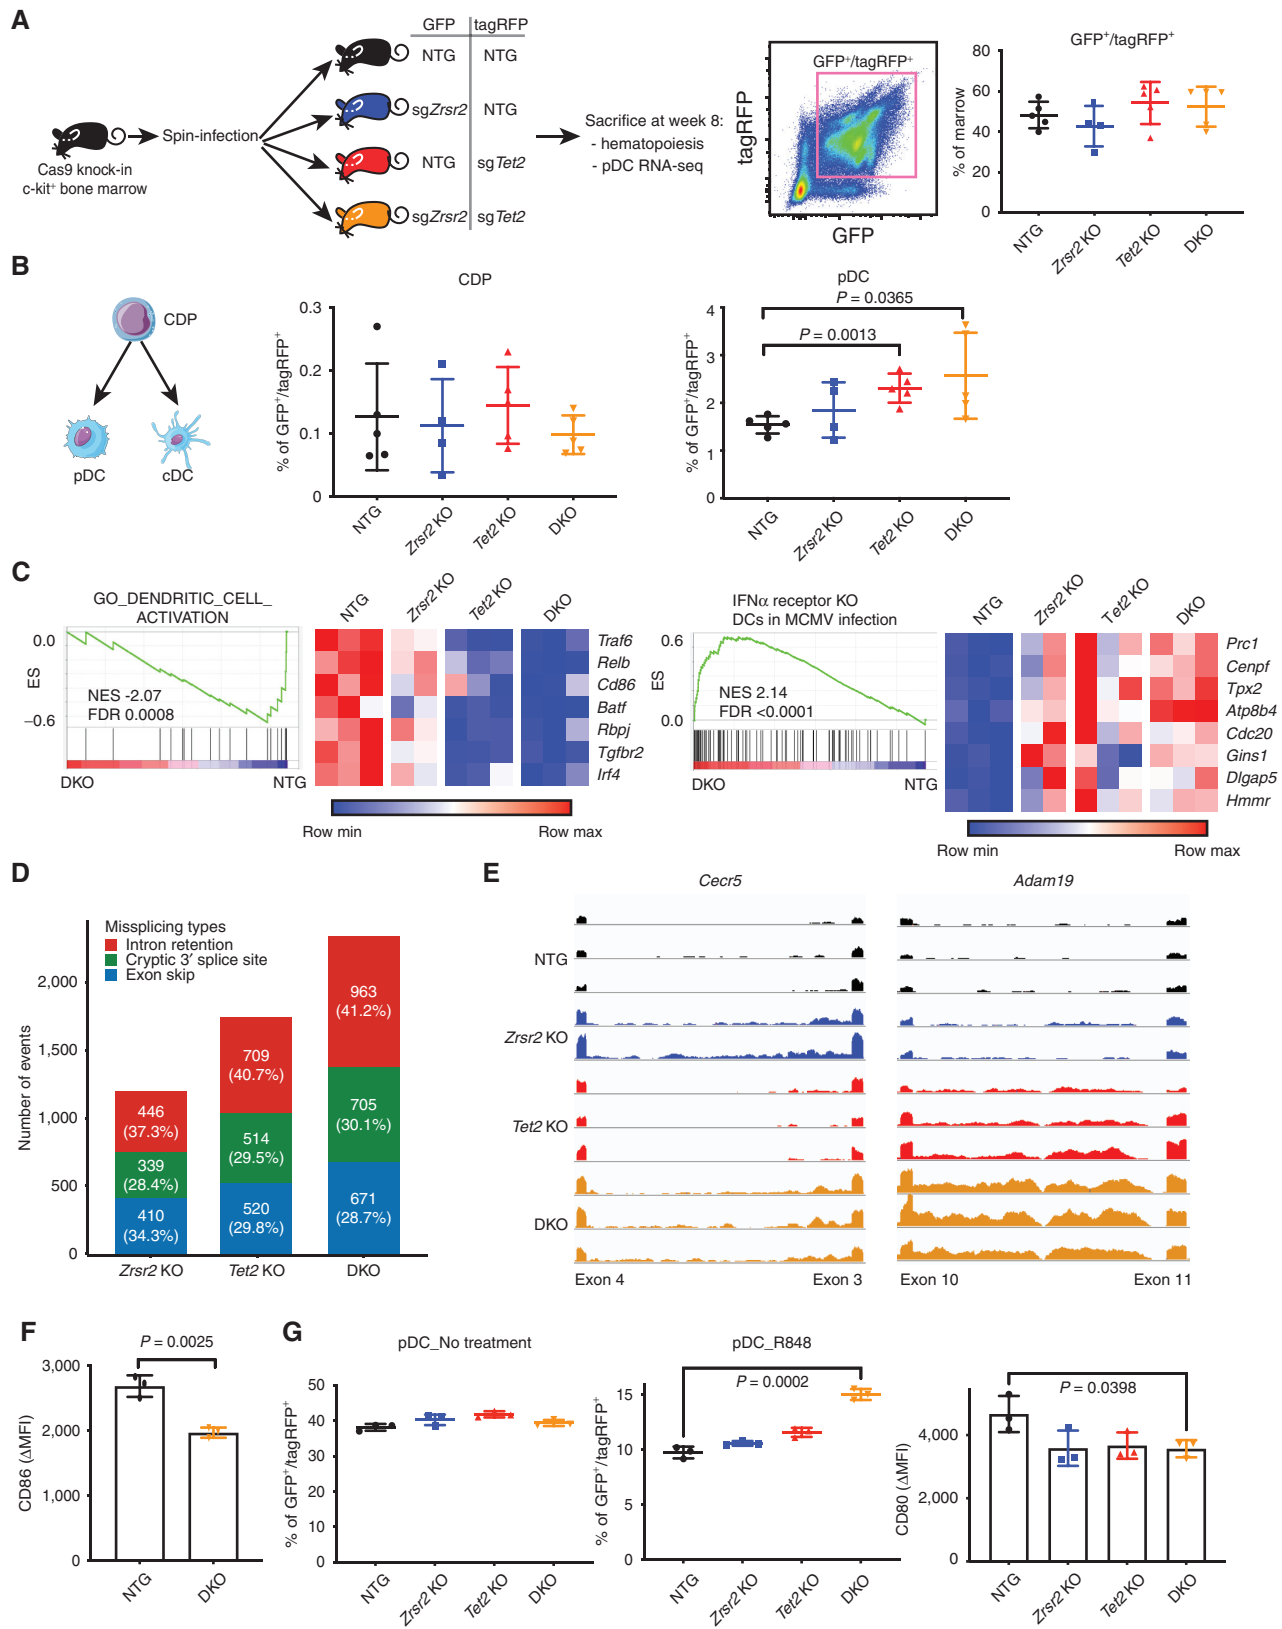 A
GFP tagRFP
NTG NTG
sgZrsr2 NTG
NTG sgTet2
sgZrsr2 sgTet2
Cas9 knock-in
c-kit⁺ bone marrow
Spin-infection
Sacrifice at week 8:
- hematopoiesis
- pDC RNA-seq
GFP⁺/tagRFP⁺
tagRFP
GFP
GFP⁺/tagRFP⁺
% of marrow
80
60
40
20
0
NTG
Zrsr2 KO
Tet2 KO
DKO
B
CDP
pDC
cDC
CDP
% of GFP⁺/tagRFP⁺
0.3
0.2
0.1
0
NTG
Zrsr2 KO
Tet2 KO
DKO
pDC
P = 0.0365
P = 0.0013
% of GFP⁺/tagRFP⁺
4
3
2
1
0
NTG
Zrsr2 KO
Tet2 KO
DKO
C
GO_DENDRITIC_CELL_
ACTIVATION
ES
0.0
–0.6
NES -2.07
FDR 0.0008
DKO
NTG
NTG
Zrsr2 KO
Tet2 KO
DKO
Traf6
Relb
Cd86
Batf
Rbpj
Tgfbr2
Irf4
Row min
Row max
IFNα receptor KO
DCs in MCMV infection
ES
0.6
0.0
NES 2.14
FDR <0.0001
DKO
NTG
NTG
Zrsr2 KO
Tet2 KO
DKO
Prc1
Cenpf
Tpx2
Atp8b4
Cdc20
Gins1
Dlgap5
Hmmr
Row min
Row max
D
Missplicing types
Intron retention
Cryptic 3′ splice site
Exon skip
Number of events
2,000
1,500
1,000
500
0
446
(37.3%)
339
(28.4%)
410
(34.3%)
709
(40.7%)
514
(29.5%)
520
(29.8%)
963
(41.2%)
705
(30.1%)
671
(28.7%)
Zrsr2 KO
Tet2 KO
DKO
E
Cecr5
Adam19
NTG
Zrsr2 KO
Tet2 KO
DKO
Exon 4
Exon 3
Exon 10
Exon 11
F
P = 0.0025
CD86 (ΔMFI)
3,000
2,000
1,000
0
NTG
DKO
G
pDC_No treatment
% of GFP⁺/tagRFP⁺
50
40
30
20
10
0
NTG
Zrsr2 KO
Tet2 KO
DKO
pDC_R848
P = 0.0002
% of GFP⁺/tagRFP⁺
15
10
5
0
NTG
Zrsr2 KO
Tet2 KO
DKO
P = 0.0398
CD80 (ΔMFI)
4,000
2,000
0
NTG
Zrsr2 KO
Tet2 KO
DKO